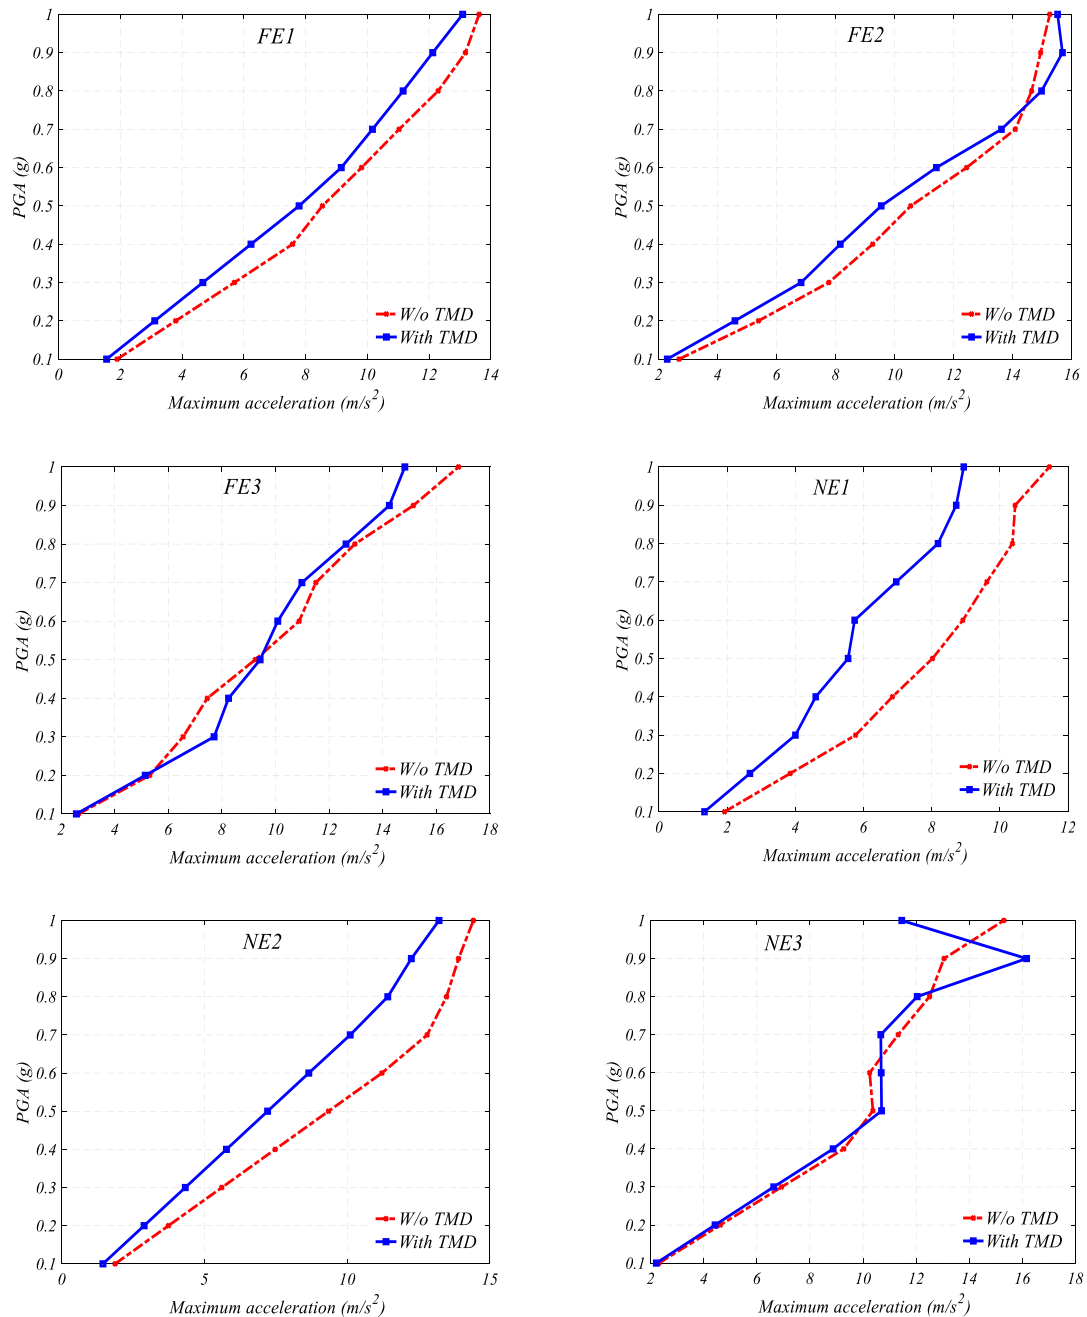 FE1
1
0.9
0.8
0.7
0.6
0.5
0.4
0.3
0.2
0.1
PGA (g)
W/o TMD
With TMD
0 2 4 6 8 10 12 14
Maximum acceleration (m/s²)
FE2
1
0.9
0.8
0.7
0.6
0.5
0.4
0.3
0.2
0.1
PGA (g)
W/o TMD
With TMD
2 4 6 8 10 12 14 16
Maximum acceleration (m/s²)
FE3
1
0.9
0.8
0.7
0.6
0.5
0.4
0.3
0.2
0.1
PGA (g)
W/o TMD
With TMD
2 4 6 8 10 12 14 16 18
Maximum acceleration (m/s²)
NE1
1
0.9
0.8
0.7
0.6
0.5
0.4
0.3
0.2
0.1
PGA (g)
W/o TMD
With TMD
0 2 4 6 8 10 12
Maximum acceleration (m/s²)
NE2
1
0.9
0.8
0.7
0.6
0.5
0.4
0.3
0.2
0.1
PGA (g)
W/o TMD
With TMD
0 5 10 15
Maximum acceleration (m/s²)
NE3
1
0.9
0.8
0.7
0.6
0.5
0.4
0.3
0.2
0.1
PGA (g)
W/o TMD
With TMD
2 4 6 8 10 12 14 16 18
Maximum acceleration (m/s²)